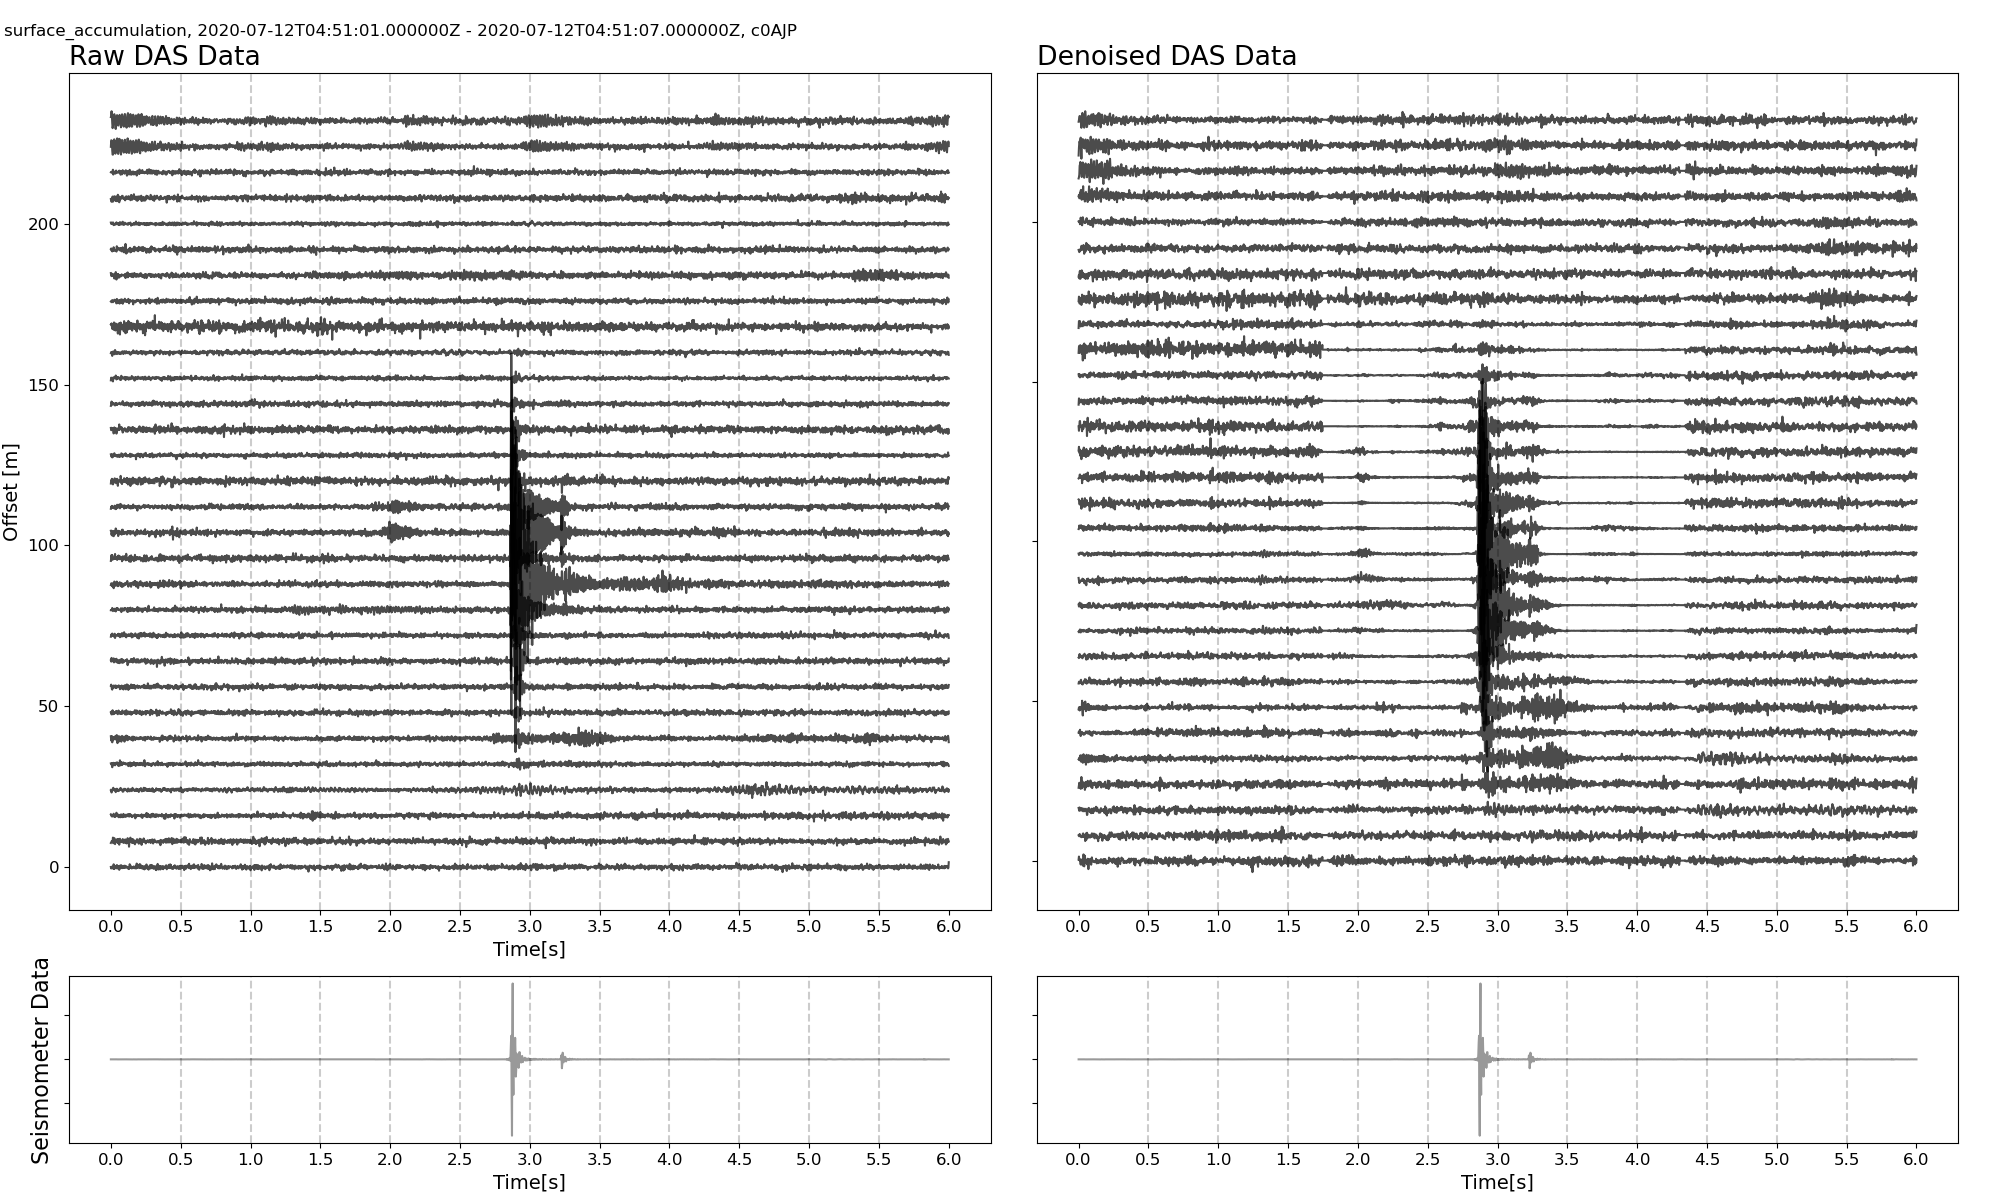 surface_accumulation, 2020-07-12T04:51:01.000000Z - 2020-07-12T04:51:07.000000Z, c0AJP
Raw DAS Data
Denoised DAS Data
Offset [m]
200
150
100
50
0
0.0 0.5 1.0 1.5 2.0 2.5 3.0 3.5 4.0 4.5 5.0 5.5 6.0
Time[s]
0.0 0.5 1.0 1.5 2.0 2.5 3.0 3.5 4.0 4.5 5.0 5.5 6.0
Seismometer Data
0.0 0.5 1.0 1.5 2.0 2.5 3.0 3.5 4.0 4.5 5.0 5.5 6.0
Time[s]
0.0 0.5 1.0 1.5 2.0 2.5 3.0 3.5 4.0 4.5 5.0 5.5 6.0
Time[s]